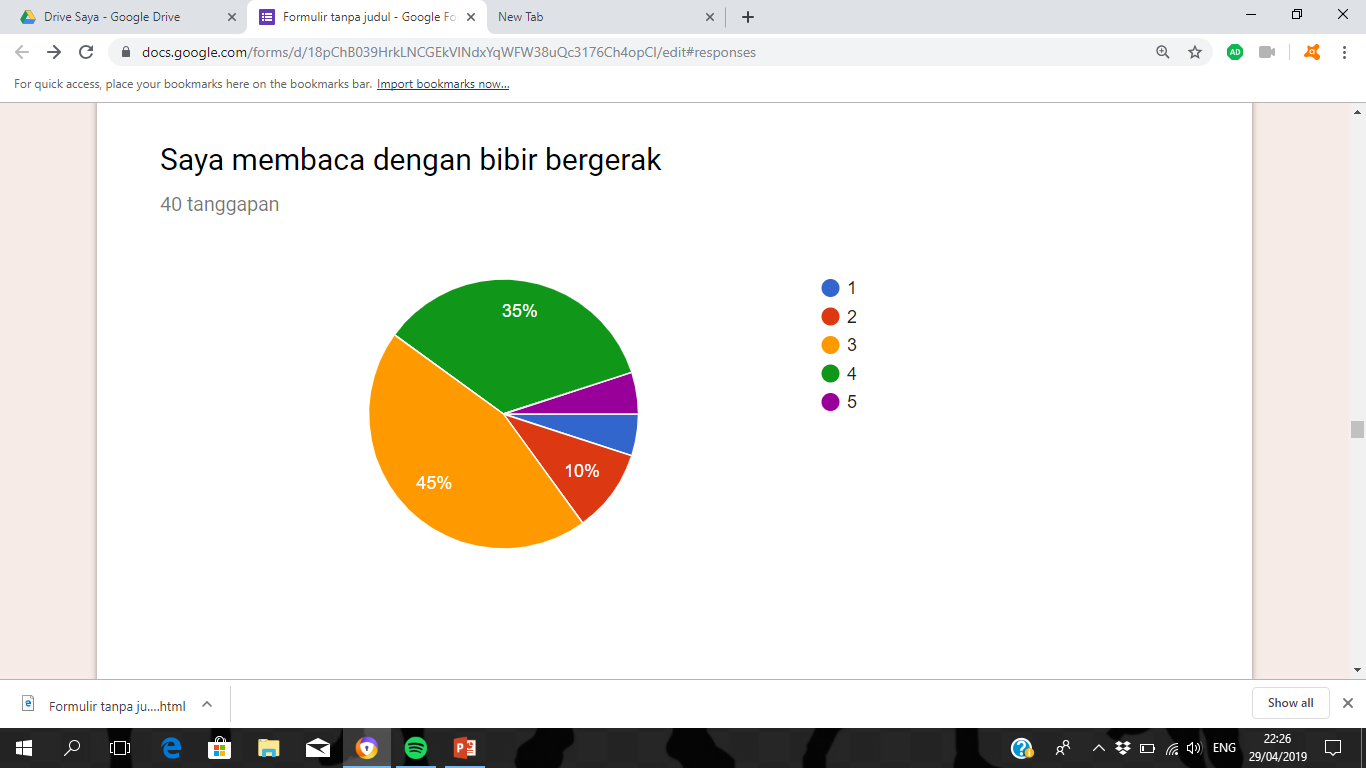 Drive Saya - Google Drive
Formulir tanpa judul - Google Fo
New Tab
docs.google.com/forms/d/18pChB039HrkLNCGEkVINdxYqWFW38uQc3176Ch4opCI/edit#responses
AD
For quick access, place your bookmarks here on the bookmarks bar. Import bookmarks now...
Saya membaca dengan bibir bergerak
40 tanggapan
35%
10%
45%
1
2
3
4
5
Formulir tanpa ju....html
Show all
ENG
22:26
29/04/2019